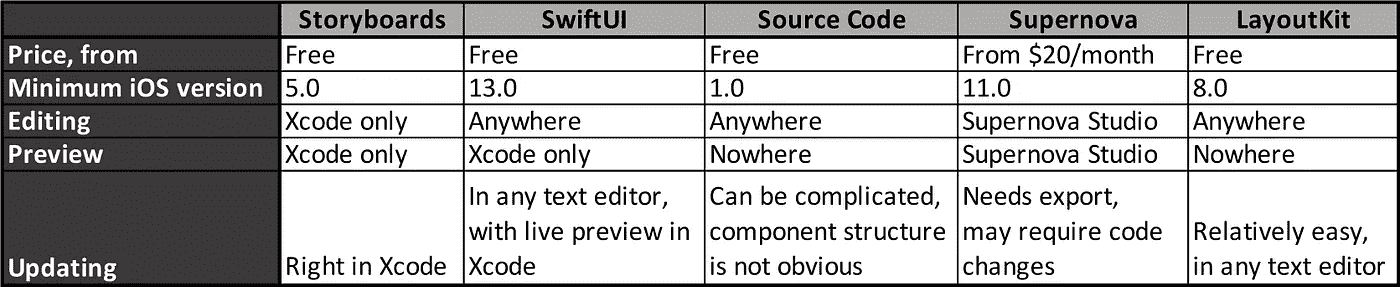 Storyboards SwiftUI Source Code Supernova LayoutKit
Price, from Free Free Free From $20/month Free
Minimum iOS version 5.0 13.0 1.0 11.0 8.0
Editing Xcode only Anywhere Anywhere Supernova Studio Anywhere
Preview Xcode only Xcode only Nowhere Supernova Studio Nowhere
Updating
Right in Xcode
In any text editor,
with live preview in
Xcode
Can be complicated,
component structure
is not obvious
Needs export,
may require code
changes
Relatively easy,
in any text editor